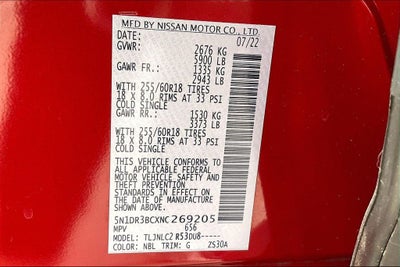 MFD BY NISSAN MOTOR CO., LTD.
DATE: 07/22
GVWR: 2676 KG
5900 LB
GAWR FR.: 1335 KG
2943 LB
WITH 255/60R18 TIRES
18 X 8.0 RIMS AT 33 PSI
COLD SINGLE
GAWR RR.: 1530 KG
3373 LB
WITH 255/60R18 TIRES
18 X 8.0 RIMS AT 33 PSI
COLD SINGLE
THIS VEHICLE CONFORMS TO ALL
APPLICABLE U.S. FEDERAL
MOTOR VEHICLE SAFETY AND THEFT PREVENTION
STANDARDS IN EFFECT ON
THE DATE OF MANUFACTURE
SHOWN ABOVE.
5N1DR3BCXNC269205
MPV 656
MODEL: TLJNLC2 R53DU8-----
COLOR: NBL TRIM: G ZS30A